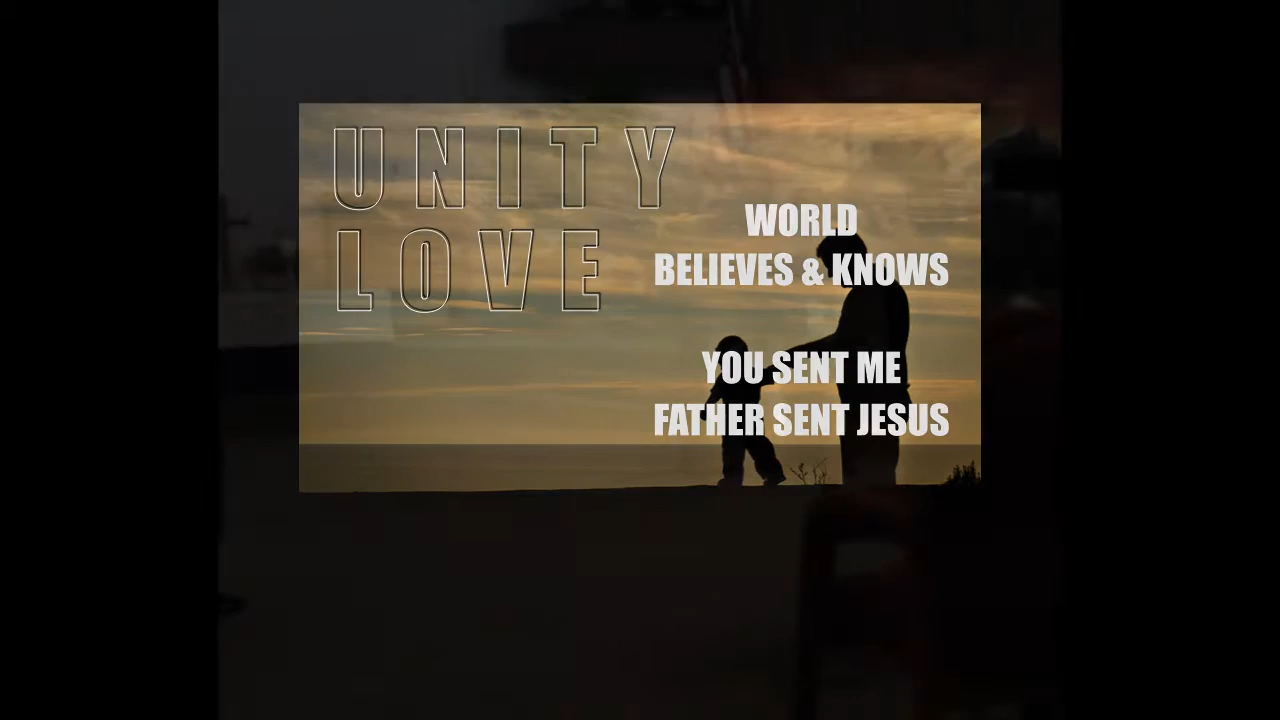 UNITY
LOVE
WORLD
BELIEVES & KNOWS
YOU SENT ME
FATHER SENT JESUS